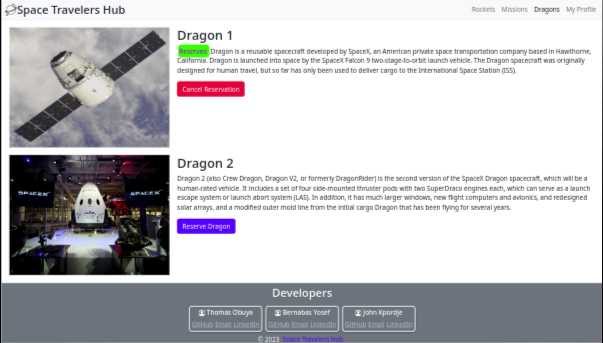 Space Travelers Hub
Rockets Missions Dragons My Profile
Dragon 1
Reserved Dragon is a reusable spacecraft developed by SpaceX, an American private space transportation company based in Hawthorne,
California. Dragon is launched into space by the SpaceX Falcon 9 two-stage-to-orbit launch vehicle. The Dragon spacecraft was originally
designed for human travel, but so far has only been used to deliver cargo to the International Space Station (ISS).
Cancel Reservation
SPACEX
SPACEX
Dragon 2
Dragon 2 (also Crew Dragon, Dragon V2, or formerly DragonRider) is the second version of the SpaceX Dragon spacecraft, which will be a
human-rated vehicle. It includes a set of four side-mounted thruster pods with two SuperDraco engines each, which can serve as a launch
escape system or launch abort system (LAS). In addition, it has much larger windows, new flight computers and avionics, and redesigned
solar arrays, and a modified outer mold line from the initial cargo Dragon that has been flying for several years.
Reserve Dragon
Developers
Thomas Obuya
GitHub Email LinkedIn
Bernabas Yosef
GitHub Email LinkedIn
John Kpordje
GitHub Email LinkedIn
© 2023 Space Travelers Hub